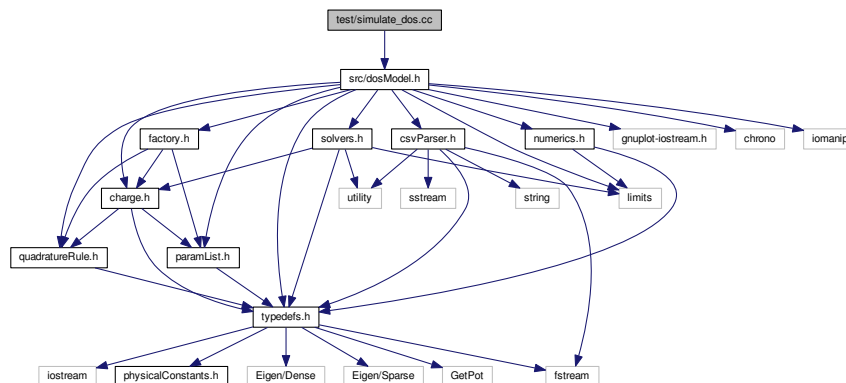 test/simulate_dos.cc
src/dosModel.h
factory.h
solvers.h
csvParser.h
numerics.h
gnuplot-iostream.h
chrono
iomanip
charge.h
utility
sstream
string
limits
quadratureRule.h
paramList.h
typedefs.h
iostream
physicalConstants.h
Eigen/Dense
Eigen/Sparse
GetPot
fstream